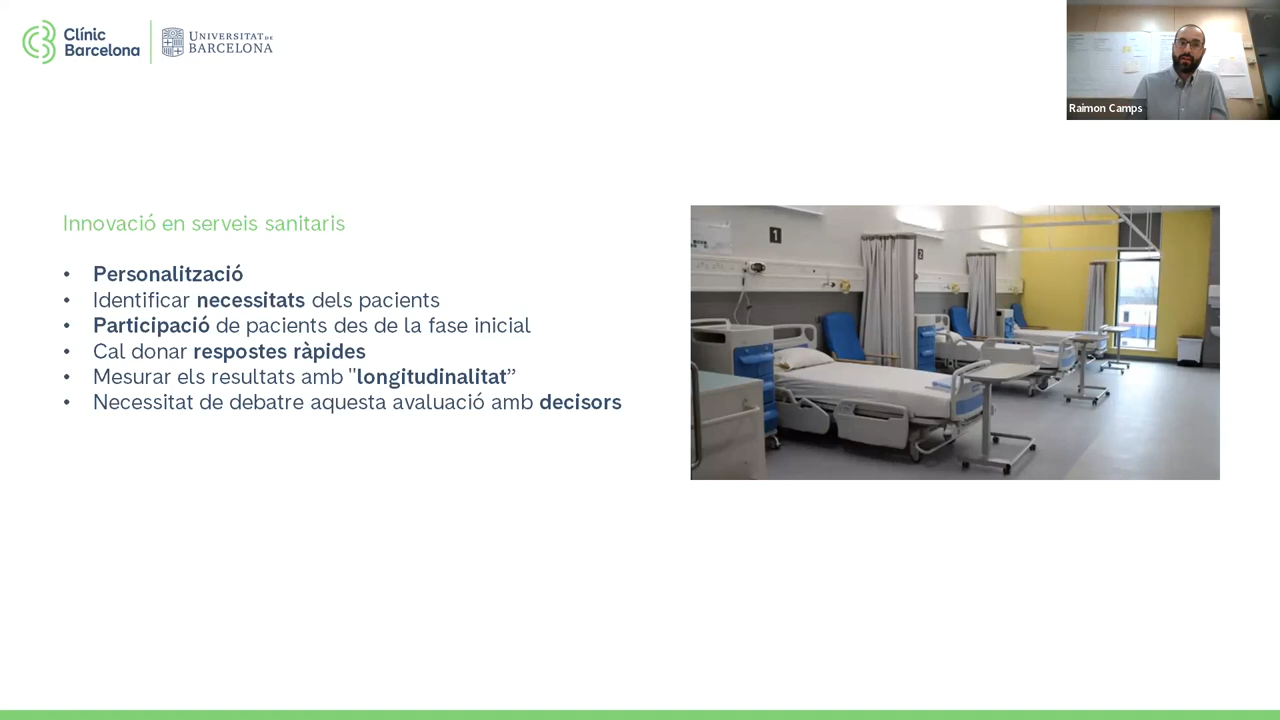 Clínic
Barcelona
UNIVERSITAT DE
BARCELONA
Raimon Camps
Innovació en serveis sanitaris
• Personalització
• Identificar necessitats dels pacients
• Participació de pacients des de la fase inicial
• Cal donar respostes ràpides
• Mesurar els resultats amb "longitudinalitat”
• Necessitat de debatre aquesta avaluació amb decisors
1
2